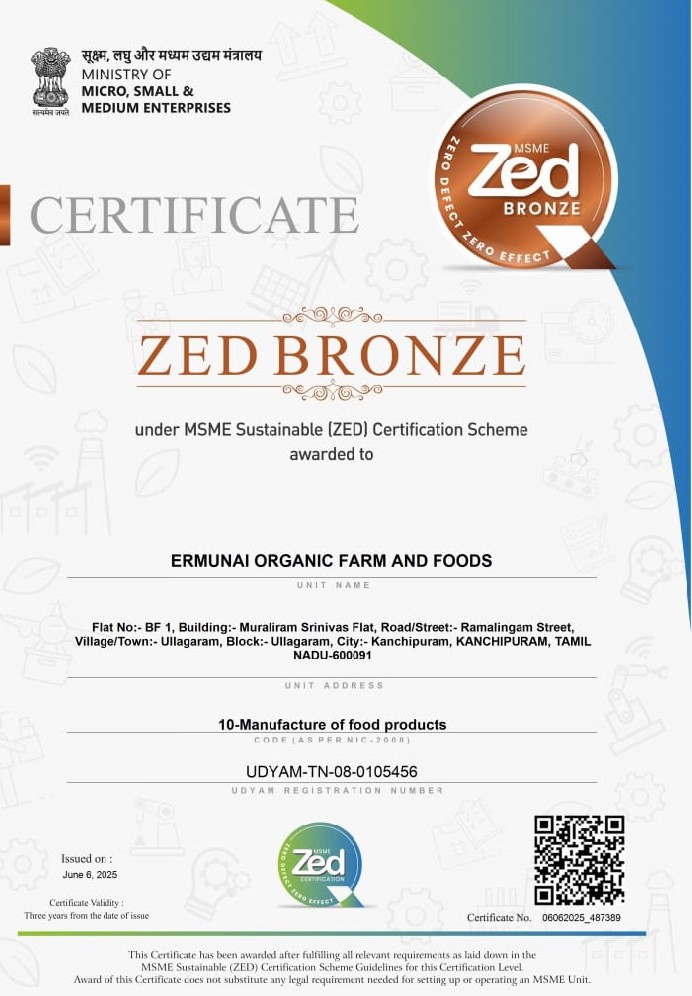 सूक्ष्म, लघु और मध्यम उद्यम मंत्रालय
MINISTRY OF
MICRO, SMALL &
MEDIUM ENTERPRISES
सत्यमेव जयते
MSME
Zed
BRONZE
ZERO DEFECT ZERO EFFECT
CERTIFICATE
ZED BRONZE
under MSME Sustainable (ZED) Certification Scheme
awarded to
ERMUNAI ORGANIC FARM AND FOODS
UNIT NAME
Flat No:- BF 1, Building:- Muraliram Srinivas Flat, Road/Street:- Ramalingam Street,
Village/Town:- Ullagaram, Block:- Ullagaram, City:- Kanchipuram, KANCHIPURAM, TAMIL
NADU-600091
UNIT ADDRESS
10-Manufacture of food products
CODE (AS PER NIC-2008)
UDYAM-TN-08-0105456
UDYAM REGISTRATION NUMBER
Issued on :
June 6, 2025
Certificate Validity :
Three years from the date of issue
MSME
Zed
CERTIFICATION
ZERO DEFECT ZERO EFFECT
Certificate No. 06062025_487389
This Certificate has been awarded after fulfilling all relevant requirements as laid down in the
MSME Sustainable (ZED) Certification Scheme Guidelines for this Certification Level.
Award of this Certificate coes not substitute any legal requirement needed for setting up or operating an MSME Unit.